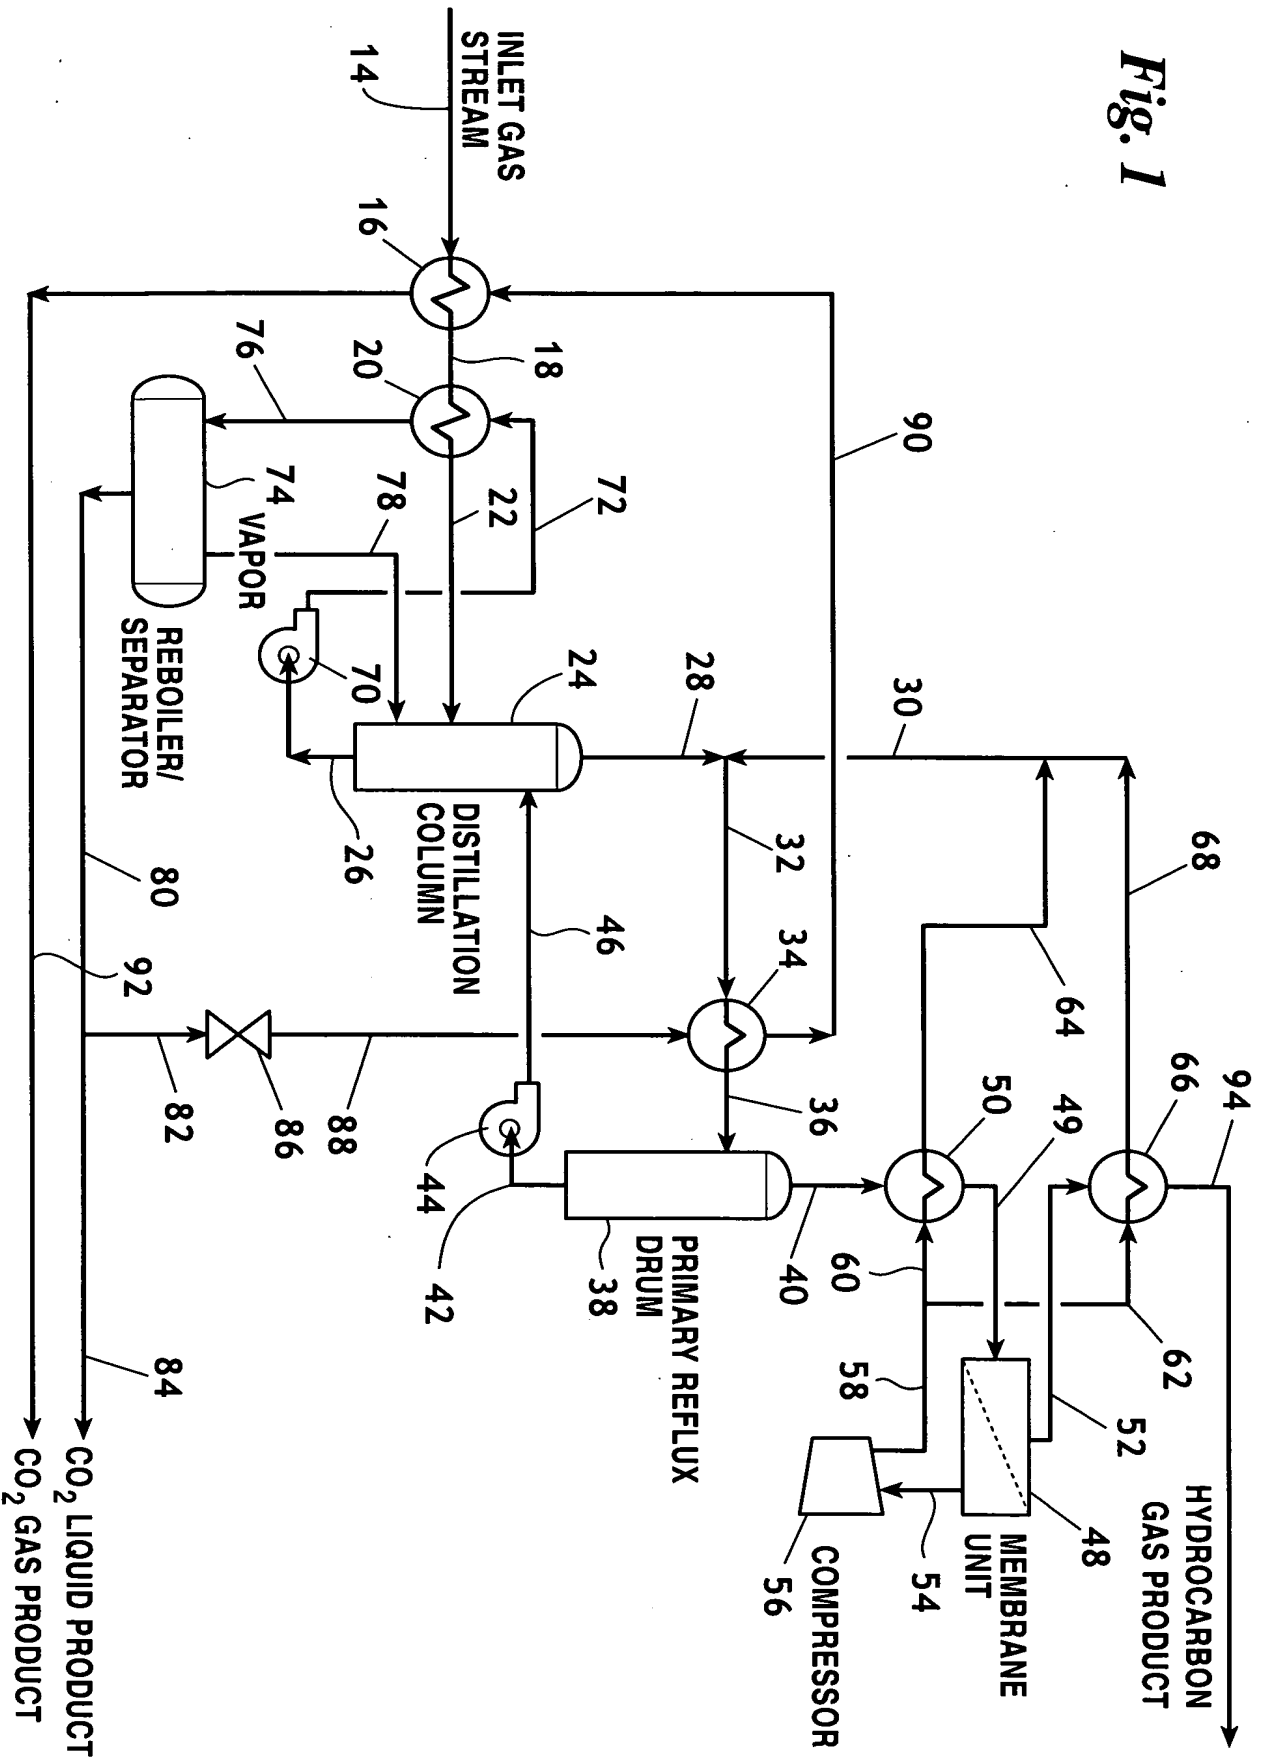 Fig. 1
INLET GAS
STREAM
14
16
18
20
22
72
76
74
78
VAPOR
REBOILER/
SEPARATOR
70
24
26
DISTILLATION
COLUMN
28
30
90
32
34
36
46
44
42
38
PRIMARY REFLUX
DRUM
40
68
64
66
94
50
49
60
62
58
52
48
MEMBRANE
UNIT
54
56
COMPRESSOR
HYDROCARBON
GAS PRODUCT
80
92
82
86
88
84
CO2 LIQUID PRODUCT
CO2 GAS PRODUCT